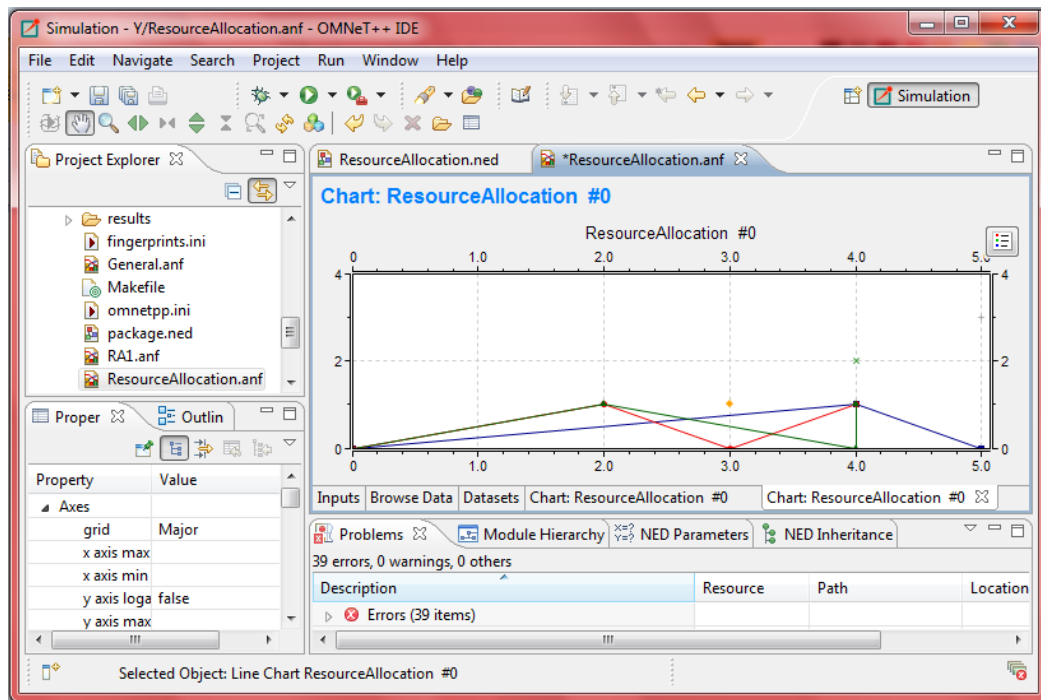 Simulation - Y/ResourceAllocation.anf - OMNeT++ IDE
File Edit Navigate Search Project Run Window Help
Simulation
Project Explorer
results
fingerprints.ini
General.anf
Makefile
omnetpp.ini
package.ned
RA1.anf
ResourceAllocation.anf
Proper Outlin
Property Value
Axes
grid Major
x axis max
x axis min
y axis loga false
y axis max
ResourceAllocation.ned *ResourceAllocation.anf
Chart: ResourceAllocation #0
ResourceAllocation #0
0 1.0 2.0 3.0 4.0 5.0
4 4
2 2
0 0
0 1.0 2.0 3.0 4.0 5.0
Inputs Browse Data Datasets Chart: ResourceAllocation #0 Chart: ResourceAllocation #0
Problems Module Hierarchy X=? Y=? NED Parameters NED Inheritance
39 errors, 0 warnings, 0 others
Description Resource Path Location
Errors (39 items)
Selected Object: Line Chart ResourceAllocation #0